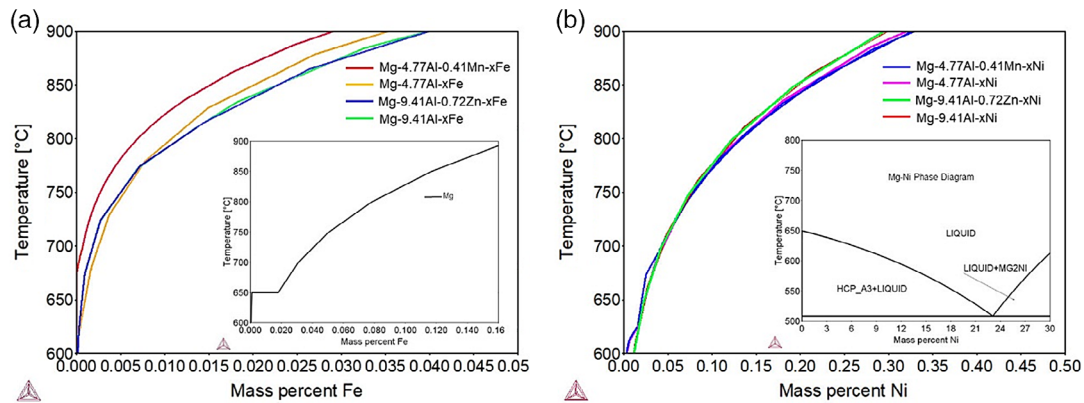 (a)
900
850
800
750
700
650
600
Temperature [°C]
Mg-4.77Al-0.41Mn-xFe
Mg-4.77Al-xFe
Mg-9.41Al-0.72Zn-xFe
Mg-9.41Al-xFe
900
850
800
750
700
650
600
Temperature [°C]
Mg
0.000 0.020 0.040 0.060 0.080 0.100 0.120 0.140 0.16
Mass percent Fe
0.000 0.005 0.010 0.015 0.020 0.025 0.030 0.035 0.040 0.045 0.05
Mass percent Fe
(b)
900
850
800
750
700
650
600
Temperature [°C]
Mg-4.77Al-0.41Mn-xNi
Mg-4.77Al-xNi
Mg-9.41Al-0.72Zn-xNi
Mg-9.41Al-xNi
800
750
700
650
600
550
500
Temperature [°C]
Mg-Ni Phase Diagram
LIQUID
LIQUID+MG2NI
HCP_A3+LIQUID
0 3 6 9 12 15 18 21 24 27 30
Mass percent Ni
0.00 0.05 0.10 0.15 0.20 0.25 0.30 0.35 0.40 0.45 0.50
Mass percent Ni